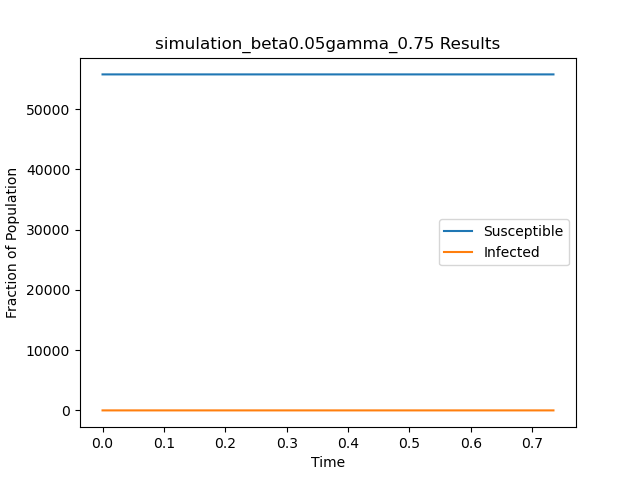 simulation_beta0.05gamma_0.75 Results
Fraction of Population
50000
40000
30000
20000
10000
0
Susceptible
Infected
0.0 0.1 0.2 0.3 0.4 0.5 0.6 0.7
Time